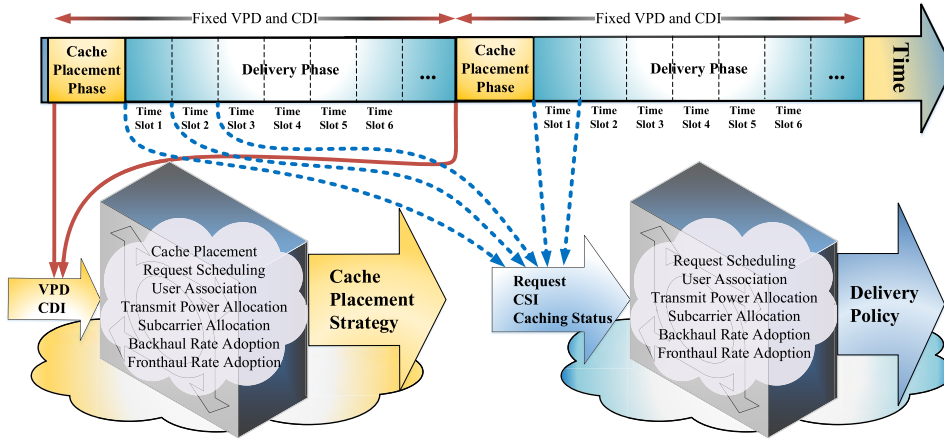 Fixed VPD and CDI
Fixed VPD and CDI
Cache
Placement
Phase
Delivery Phase
...
Cache
Placement
Phase
Delivery Phase
...
Time
Time Slot 1
Time Slot 2
Time Slot 3
Time Slot 4
Time Slot 5
Time Slot 6
Time Slot 1
Time Slot 2
Time Slot 3
Time Slot 4
Time Slot 5
Time Slot 6
VPD
CDI
Cache Placement
Request Scheduling
User Association
Transmit Power Allocation
Subcarrier Allocation
Backhaul Rate Adoption
Fronthaul Rate Adoption
Cache
Placement
Strategy
Request
CSI
Caching Status
Request Scheduling
User Association
Transmit Power Allocation
Subcarrier Allocation
Backhaul Rate Adoption
Fronthaul Rate Adoption
Delivery
Policy